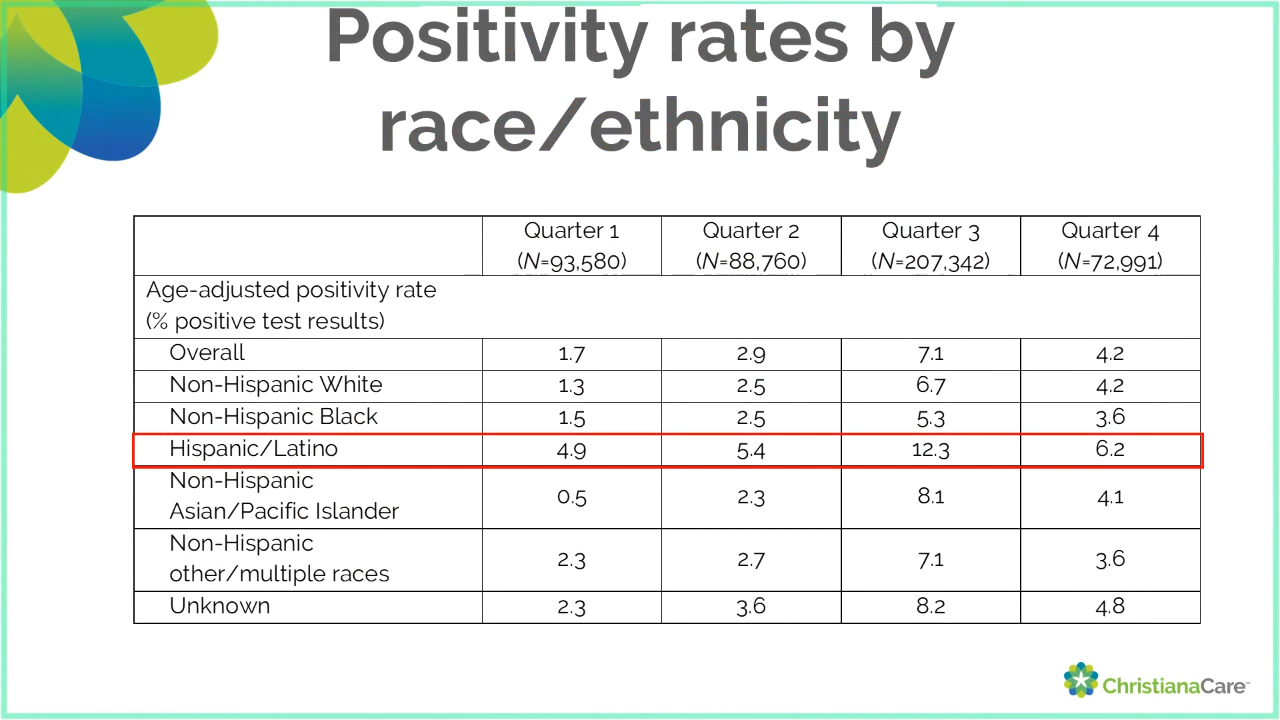 Positivity rates by
race/ethnicity
Quarter 1 Quarter 2 Quarter 3 Quarter 4
(N=93,580) (N=88,760) (N=207,342) (N=72,991)
Age-adjusted positivity rate
(% positive test results)
Overall 1.7 2.9 7.1 4.2
Non-Hispanic White 1.3 2.5 6.7 4.2
Non-Hispanic Black 1.5 2.5 5.3 3.6
Hispanic/Latino 4.9 5.4 12.3 6.2
Non-Hispanic
Asian/Pacific Islander 0.5 2.3 8.1 4.1
Non-Hispanic
other/multiple races 2.3 2.7 7.1 3.6
Unknown 2.3 3.6 8.2 4.8
ChristianaCare™